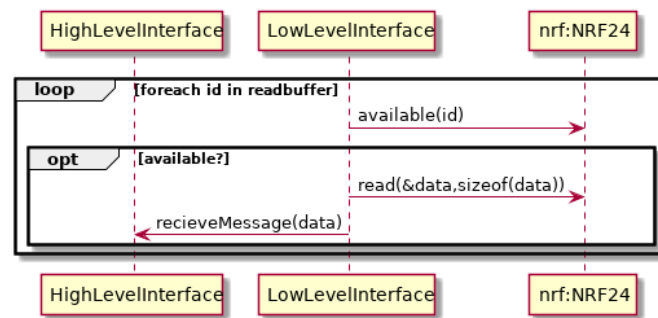 HighLevelInterface LowLevelInterface nrf:NRF24
loop [foreach id in readbuffer]
available(id)
opt [available?]
read(&data,sizeof(data))
recieveMessage(data)
HighLevelInterface LowLevelInterface nrf:NRF24